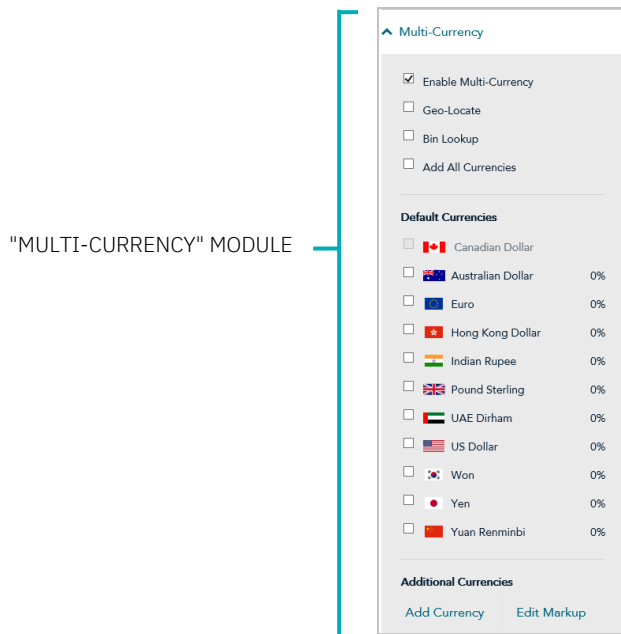 Multi-Currency
Enable Multi-Currency
Geo-Locate
Bin Lookup
Add All Currencies
"MULTI-CURRENCY" MODULE
Default Currencies
Canadian Dollar
Australian Dollar 0%
Euro 0%
Hong Kong Dollar 0%
Indian Rupee 0%
Pound Sterling 0%
UAE Dirham 0%
US Dollar 0%
Won 0%
Yen 0%
Yuan Renminbi 0%
Additional Currencies
Add Currency Edit Markup